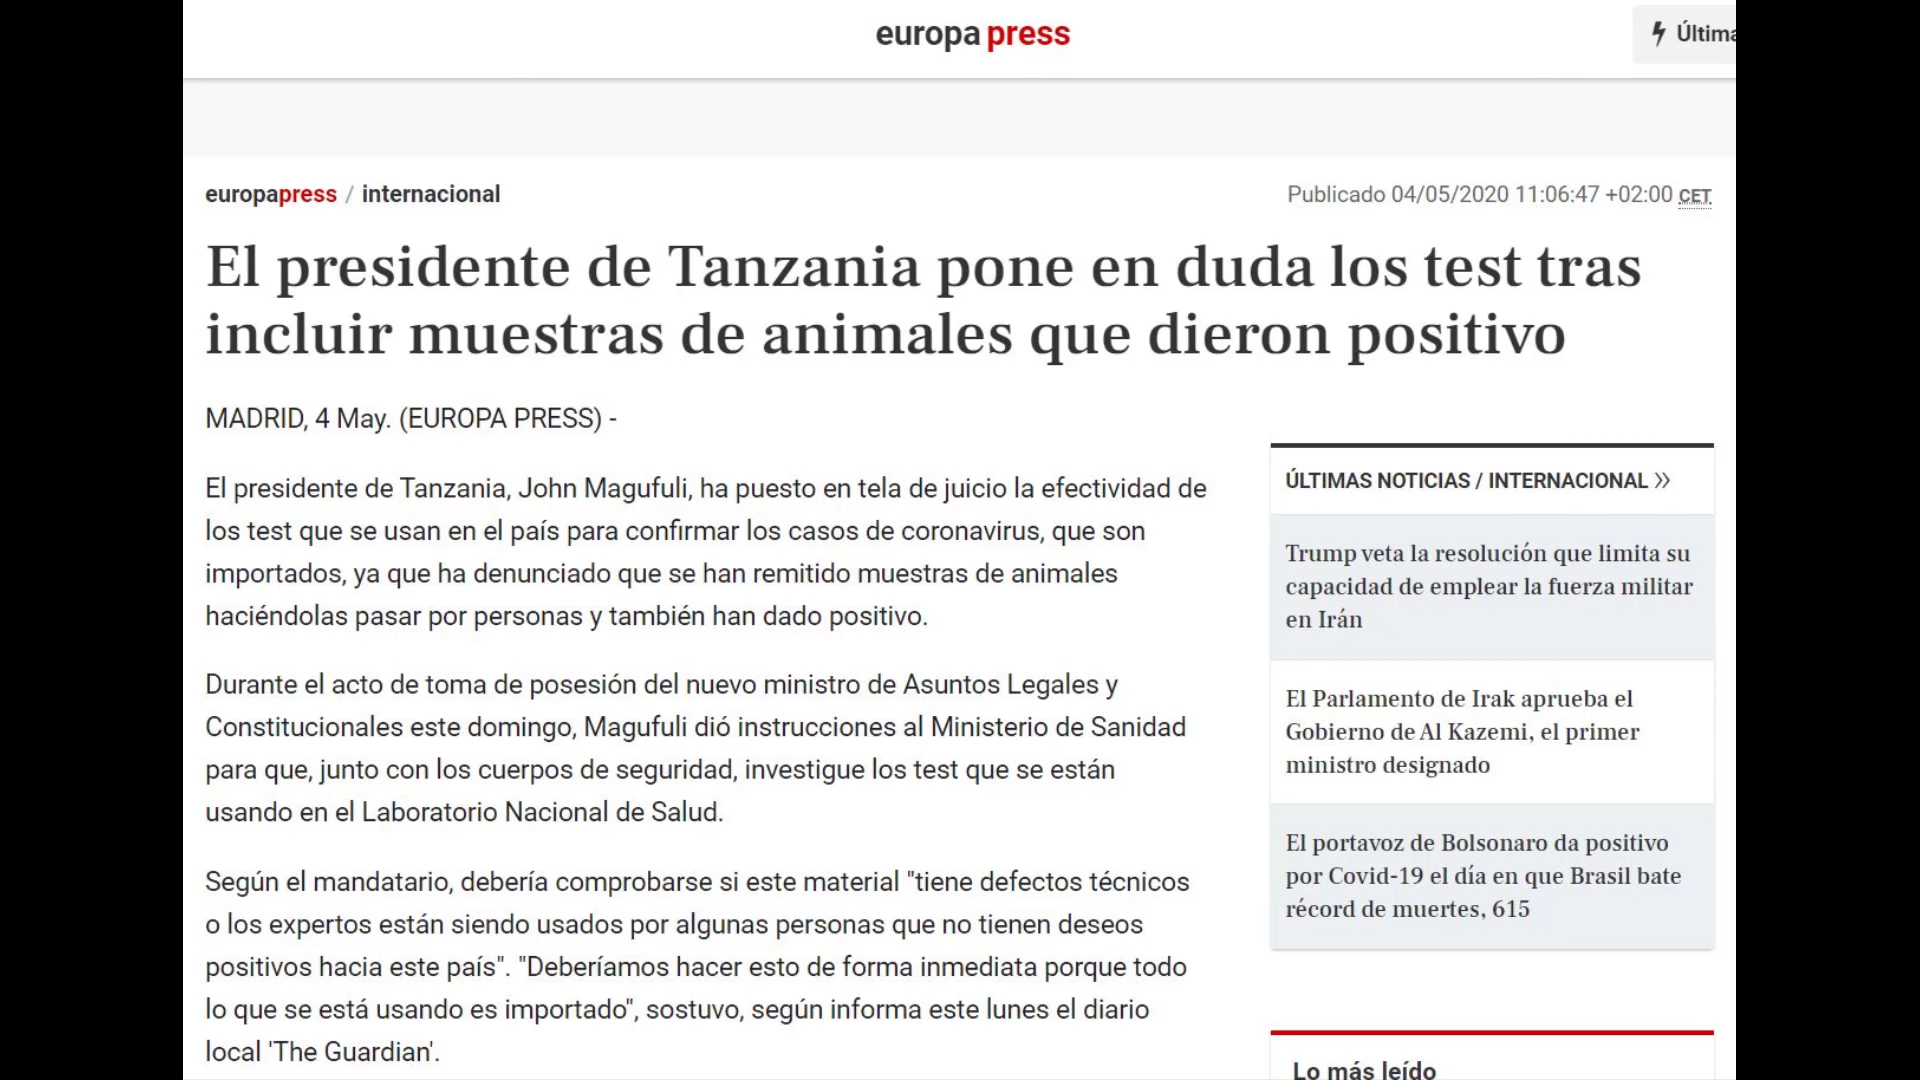 europa press
Última
europapress / internacional
Publicado 04/05/2020 11:06:47 +02:00 CET
El presidente de Tanzania pone en duda los test tras
incluir muestras de animales que dieron positivo
MADRID, 4 May. (EUROPA PRESS) -
El presidente de Tanzania, John Magufuli, ha puesto en tela de juicio la efectividad de
los test que se usan en el país para confirmar los casos de coronavirus, que son
importados, ya que ha denunciado que se han remitido muestras de animales
haciéndolas pasar por personas y también han dado positivo.
Durante el acto de toma de posesión del nuevo ministro de Asuntos Legales y
Constitucionales este domingo, Magufuli dió instrucciones al Ministerio de Sanidad
para que, junto con los cuerpos de seguridad, investigue los test que se están
usando en el Laboratorio Nacional de Salud.
Según el mandatario, debería comprobarse si este material "tiene defectos técnicos
o los expertos están siendo usados por algunas personas que no tienen deseos
positivos hacia este país". "Deberíamos hacer esto de forma inmediata porque todo
lo que se está usando es importado", sostuvo, según informa este lunes el diario
local 'The Guardian'.
ÚLTIMAS NOTICIAS / INTERNACIONAL »
Trump veta la resolución que limita su
capacidad de emplear la fuerza militar
en Irán
El Parlamento de Irak aprueba el
Gobierno de Al Kazemi, el primer
ministro designado
El portavoz de Bolsonaro da positivo
por Covid-19 el día en que Brasil bate
récord de muertes, 615
Lo más leído